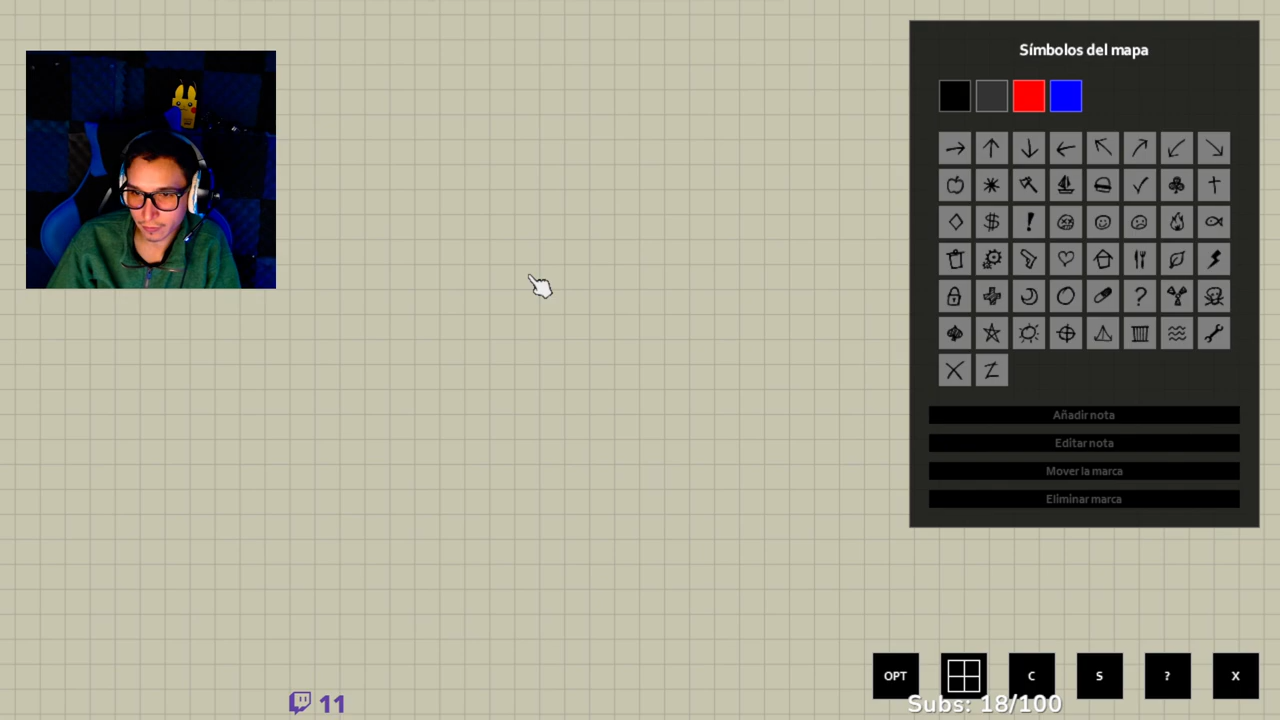 Símbolos del mapa
Añadir nota
Editar nota
Mover la marca
Eliminar marca
OPT
C
S
?
X
11
Subs: 18/100